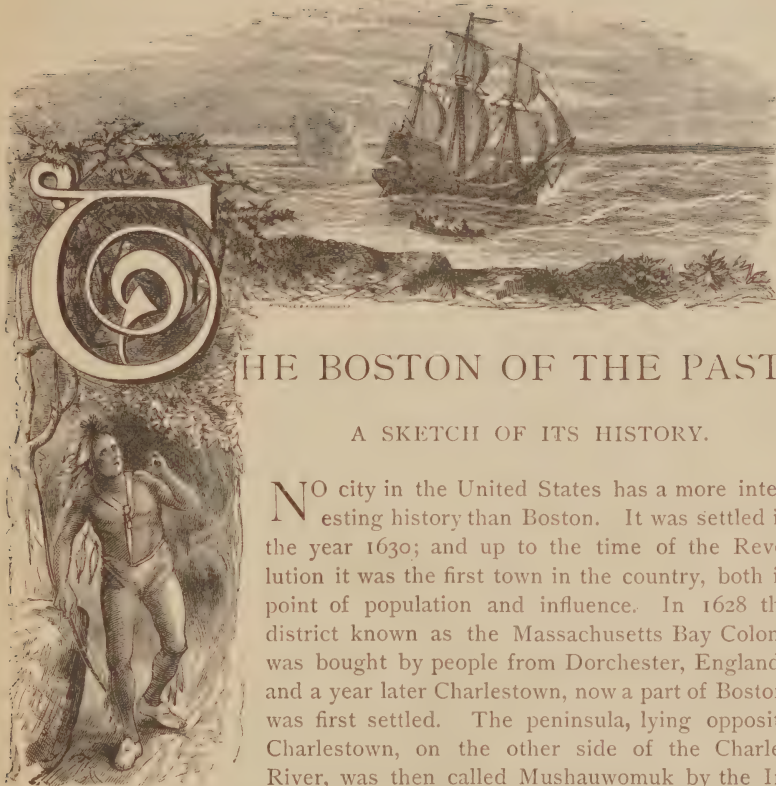 THE BOSTON OF THE PAST
A SKETCH OF ITS HISTORY.
NO city in the United States has a more inte
esting history than Boston. It was settled i
the year 1630; and up to the time of the Revo
lution it was the first town in the country, both i
point of population and influence. In 1628 th
district known as the Massachusetts Bay Colon
was bought by people from Dorchester, England
and a year later Charlestown, now a part of Boston
was first settled. The peninsula, lying opposit
Charlestown, on the other side of the Charle
River, was then called Mushauwomuk by the In